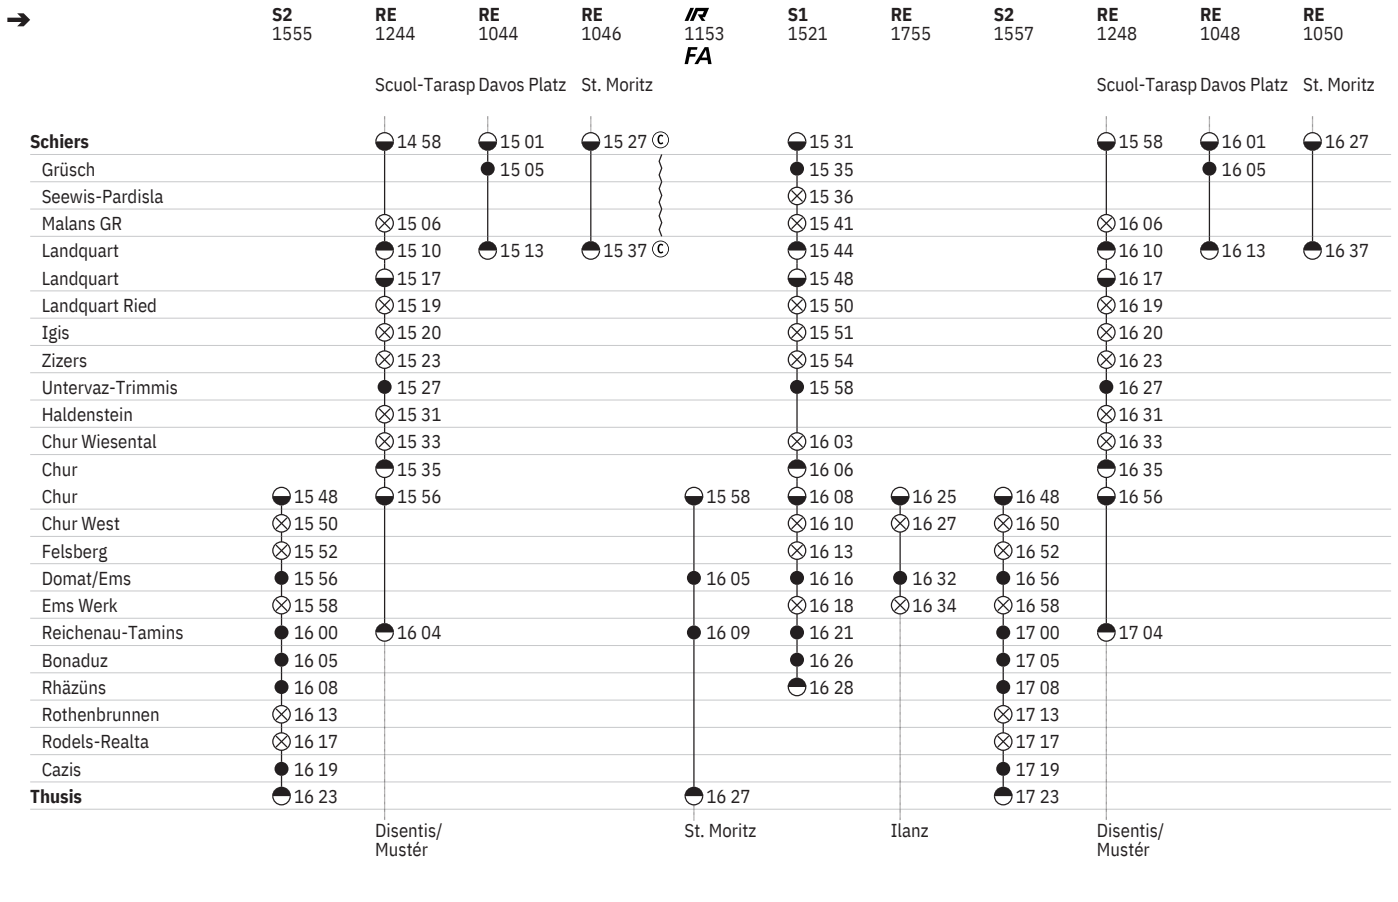 ➔ S2 RE RE RE IR S1 RE S2 RE RE RE
1555 1244 1044 1046 1153 1521 1755 1557 1248 1048 1050
FA
Scuol-Tarasp Davos Platz St. Moritz Scuol-Tarasp Davos Platz St. Moritz
Schiers 14 58 15 01 15 27 C 15 31 15 58 16 01 16 27
Grüsch 15 05 15 35 16 05
Seewis-Pardisla 15 36
Malans GR 15 06 15 41 16 06
Landquart 15 10 15 13 15 37 C 15 44 16 10 16 13 16 37
Landquart 15 17 15 48 16 17
Landquart Ried 15 19 15 50 16 19
Igis 15 20 15 51 16 20
Zizers 15 23 15 54 16 23
Untervaz-Trimmis 15 27 15 58 16 27
Haldenstein 15 31 16 31
Chur Wiesental 15 33 16 03 16 33
Chur 15 35 16 06 16 35
Chur 15 48 15 56 15 58 16 08 16 25 16 48 16 56
Chur West 15 50 16 10 16 27 16 50
Felsberg 15 52 16 13 16 52
Domat/Ems 15 56 16 05 16 16 16 32 16 56
Ems Werk 15 58 16 18 16 34 16 58
Reichenau-Tamins 16 00 16 04 16 09 16 21 17 00 17 04
Bonaduz 16 05 16 26 17 05
Rhäzüns 16 08 16 28 17 08
Rothenbrunnen 16 13 17 13
Rodels-Realta 16 17 17 17
Cazis 16 19 17 19
Thusis 16 23 16 27 17 23
Disentis/ St. Moritz Ilanz Disentis/
Mustér Mustér